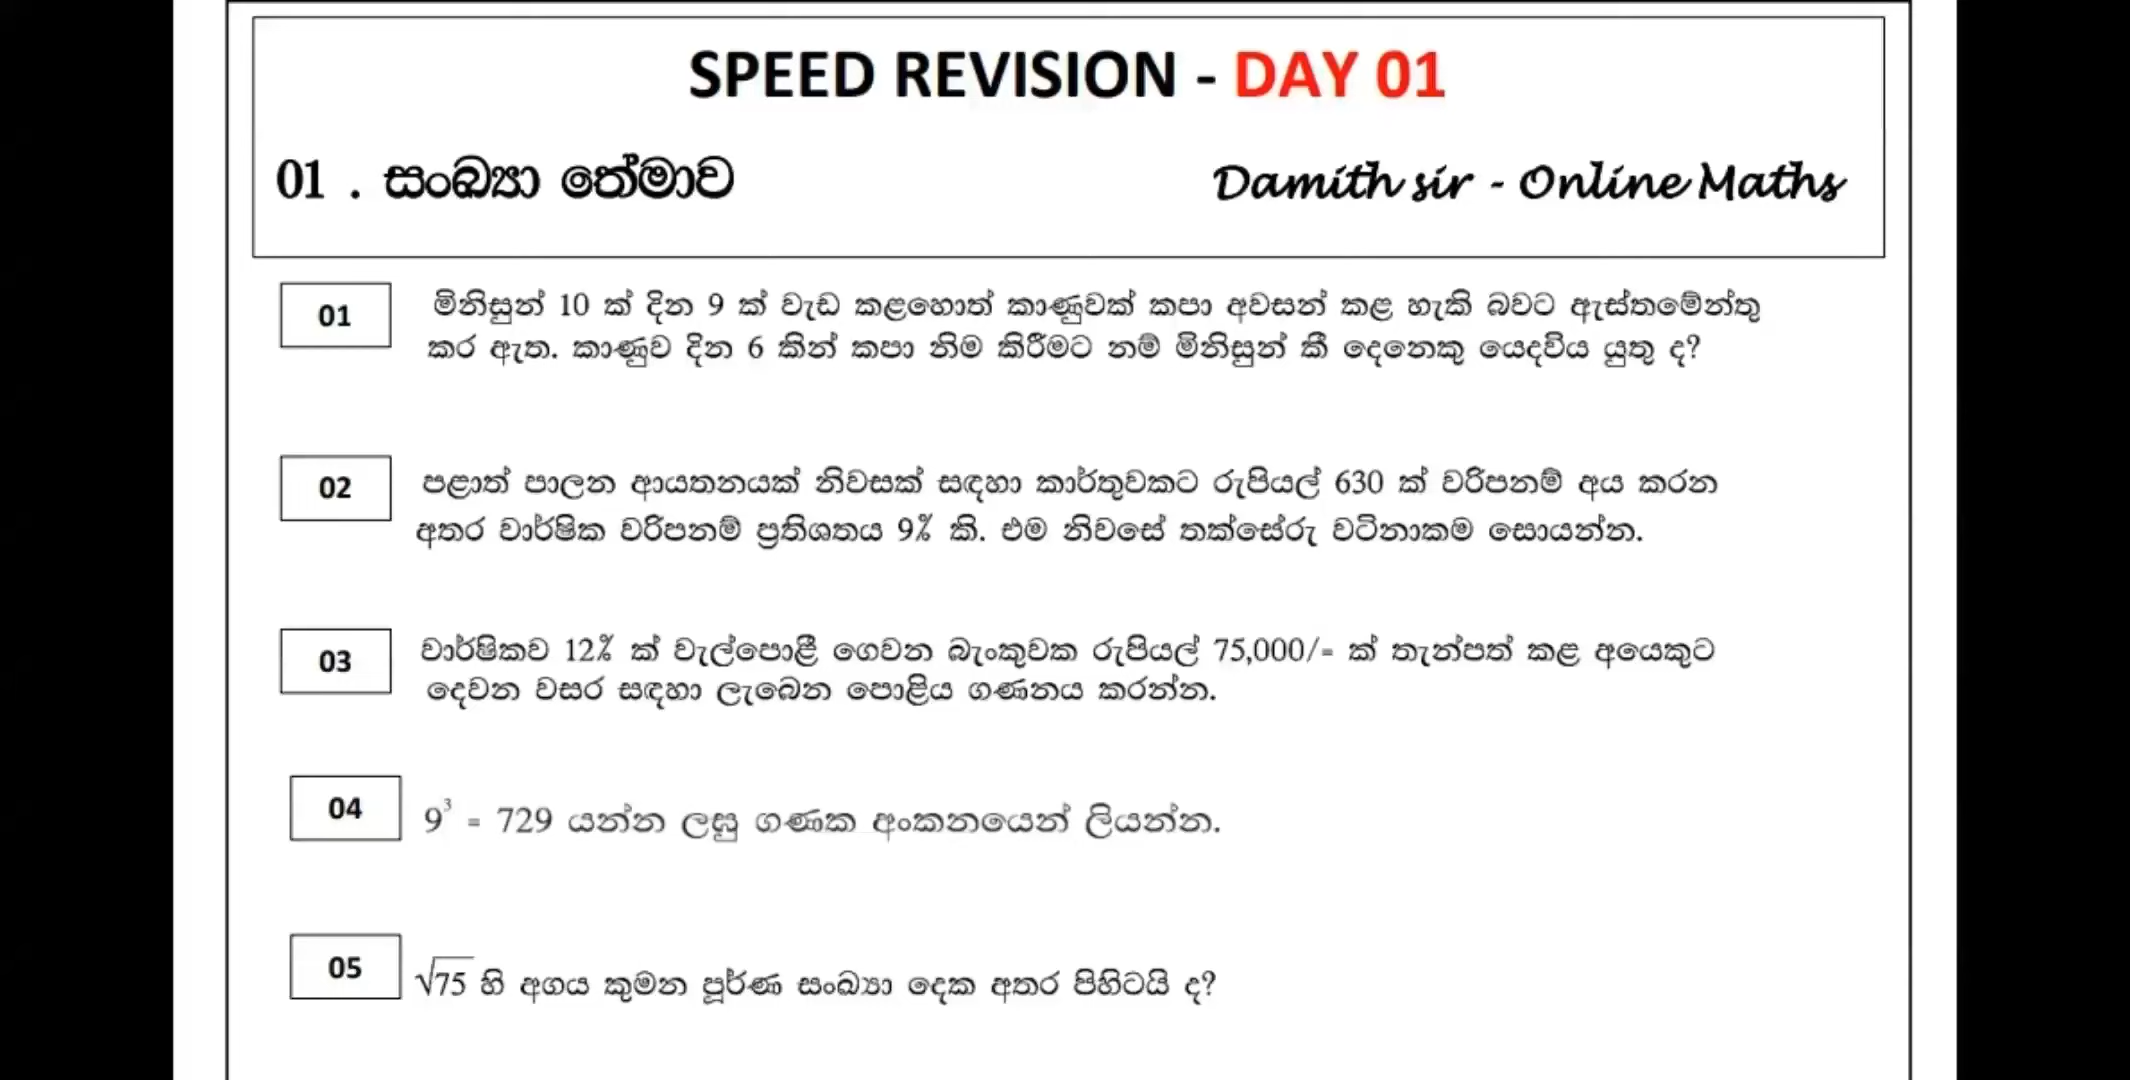 SPEED REVISION - DAY 01
01 . සංඛ්‍යා තේමාව
Damith sir - Online Maths
01
මිනිසුන් 10 ක් දින 9 ක් වැඩ කළහොත් කාණුවක් කපා අවසන් කළ හැකි බවට ඇස්තමේන්තු
කර ඇත. කාණුව දින 6 කින් කපා නිම කිරීමට නම් මිනිසුන් කී දෙනෙකු යෙදවිය යුතු ද?
02
පළාත් පාලන ආයතනයක් නිවසක් සඳහා කාර්තුවකට රුපියල් 630 ක් වරිපනම් අය කරන
අතර වාර්ෂික වරිපනම් ප්‍රතිශතය 9% කි. එම නිවසේ තක්සේරු වටිනාකම සොයන්න.
03
වාර්ෂිකව 12% ක් වැල්පොළී ගෙවන බැංකුවක රුපියල් 75,000/= ක් තැන්පත් කළ අයෙකුට
දෙවන වසර සඳහා ලැබෙන පොළිය ගණනය කරන්න.
04
9³ = 729 යන්න ලඝු ගණක අංකනයෙන් ලියන්න.
05
√75 හි අගය කුමන පූර්ණ සංඛ්‍යා දෙක අතර පිහිටයි ද?